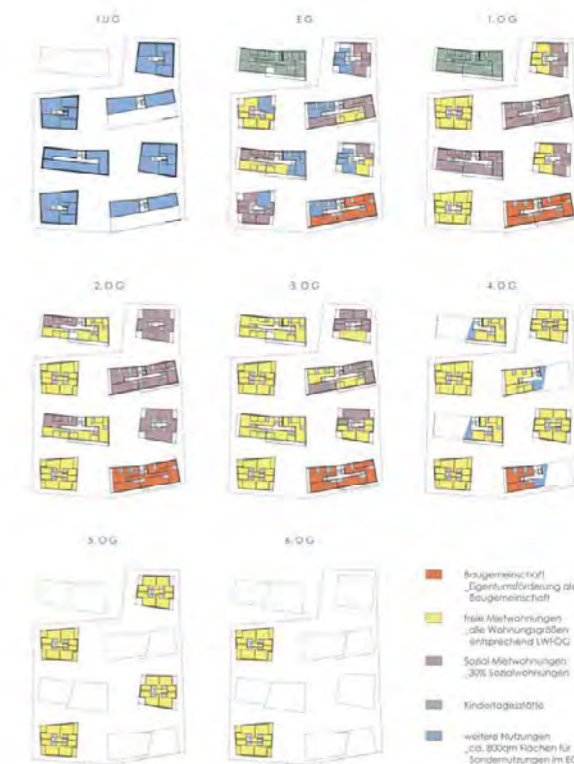 1.UG
EG
1.OG
2.OG
3.OG
4.OG
5.OG
6.OG
Baugemeinschaft
_Eigentumsförderung als
Baugemeinschaft
freie Mietwohnungen
_alle Wohnungsgrößen
entsprechend
Sozial Mietwohnungen
_30% Sozialwohnungen
Kindertagesstätte
weitere Nutzungen
_ca. 800qm Flächen für
Sondernutzungen im EG